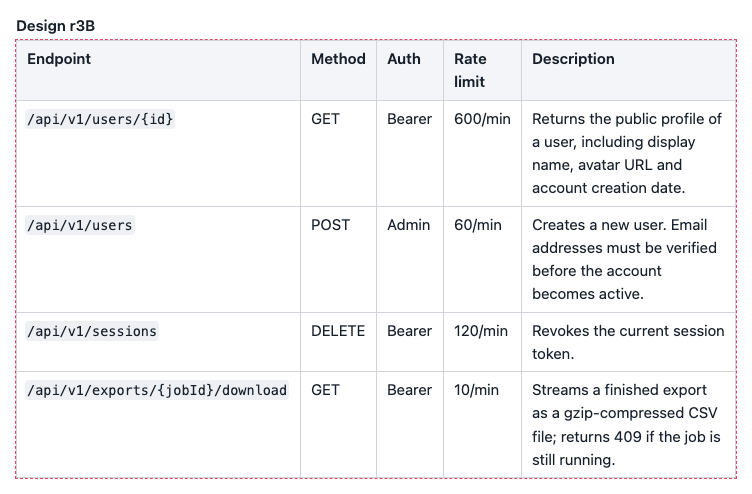 Design r3B
Endpoint Method Auth Rate limit Description
/api/v1/users/{id} GET Bearer 600/min Returns the public profile of
a user, including display
name, avatar URL and
account creation date.
/api/v1/users POST Admin 60/min Creates a new user. Email
addresses must be verified
before the account
becomes active.
/api/v1/sessions DELETE Bearer 120/min Revokes the current session
token.
/api/v1/exports/{jobId}/download GET Bearer 10/min Streams a finished export
as a gzip-compressed CSV
file; returns 409 if the job is
still running.